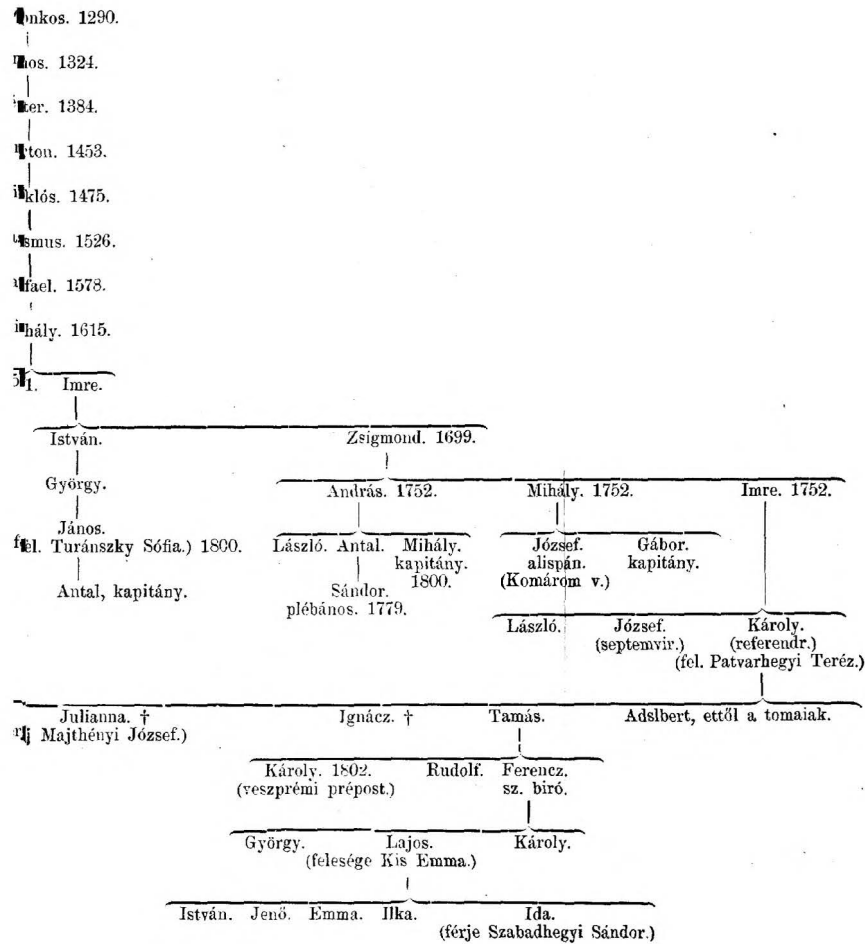 onkos. 1290.
nos. 1324.
ter. 1384.
rton. 1453.
klós. 1475.
smus. 1526.
fael. 1578.
hály. 1615.
1. Imre.
István. Zsigmond. 1699.
György. András. 1752. Mihály. 1752. Imre. 1752.
János.
fel. Turánszky Sófia.) 1800. László. Antal. Mihály. József. Gábor.
kapitány. alispán. kapitány.
Antal, kapitány. Sándor. 1800. (Komárom v.)
plébános. 1779.
László. József. Károly.
(septemvir.) (referendr.)
(fel. Patvarhegyi Teréz.)
Julianna. † Ignácz. † Tamás. Adslbert, ettől a tomaiak.
j Majthényi József.)
Károly. 1802. Rudolf. Ferencz.
(veszprémi prépost.) sz. biró.
György. Lajos. Károly.
(felesége Kis Emma.)
István. Jenő. Emma. Ilka. Ida.
(férje Szabadhegyi Sándor.)